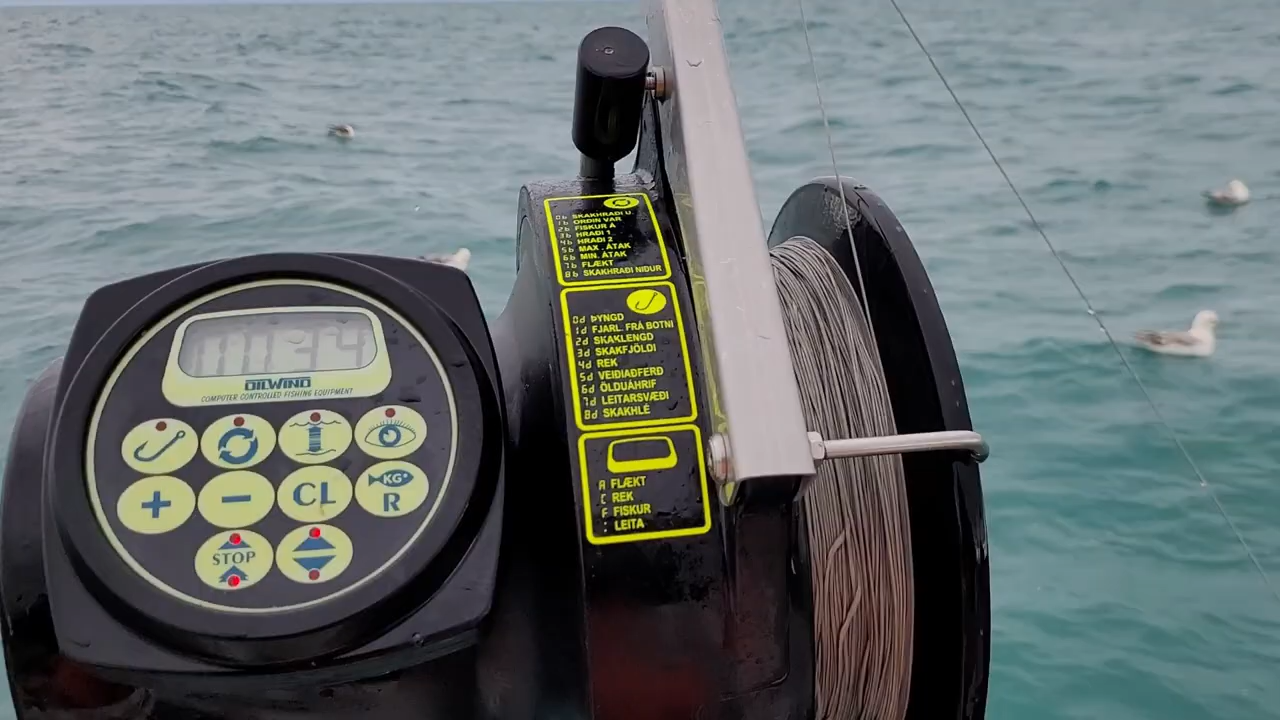 OILWIND
COMPUTER CONTROLLED FISHING EQUIPMENT
KG
+
−
CL
R
STOP
0b SKAKHRAÐI U.
1b ORÐIN VAR
2b FISKUR Á
3b HRAÐI 1
4b HRAÐI 2
5b MAX. ÁTAK
6b MIN. ÁTAK
7b FLÆKT
8b SKAKHRAÐI NIÐUR
0d ÞYNGD
1d FJARL. FRÁ BOTNI
2d SKAKLENGD
3d SKAKFJÖLDI
4d REK
5d VEIÐIAÐFERÐ
6d ÖLDUÁHRIF
7d LEITARSVÆÐI
8d SKAKHLÉ
A FLÆKT
C REK
F FISKUR
: LEITA